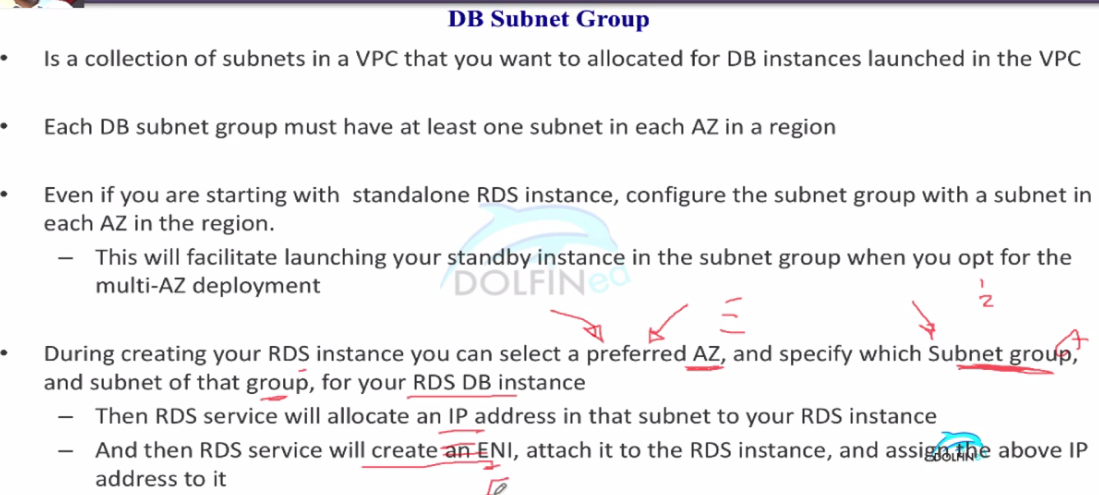 DB Subnet Group
• Is a collection of subnets in a VPC that you want to allocated for DB instances launched in the VPC
• Each DB subnet group must have at least one subnet in each AZ in a region
• Even if you are starting with standalone RDS instance, configure the subnet group with a subnet in
each AZ in the region.
– This will facilitate launching your standby instance in the subnet group when you opt for the
multi-AZ deployment
DOLFINed
1
2
• During creating your RDS instance you can select a preferred AZ, and specify which Subnet group,
and subnet of that group, for your RDS DB instance
– Then RDS service will allocate an IP address in that subnet to your RDS instance
– And then RDS service will create an ENI, attach it to the RDS instance, and assign the above IP
DOLFIN
address to it